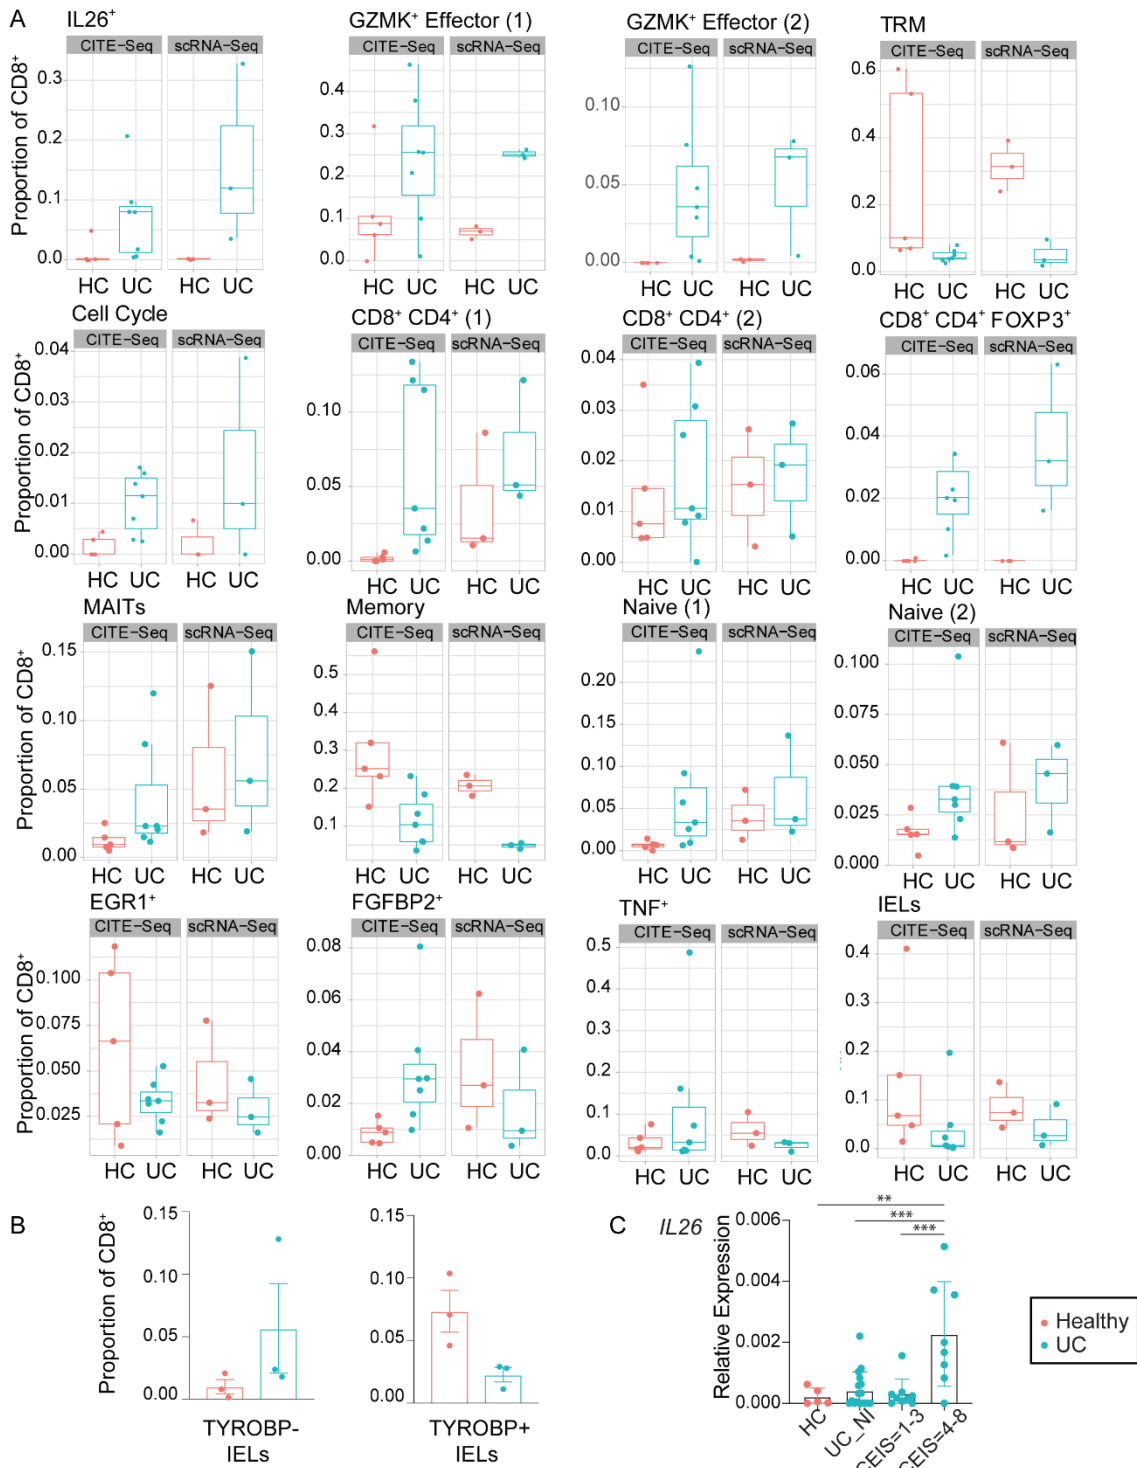 A
IL26⁺
GZMK⁺ Effector (1)
GZMK⁺ Effector (2)
TRM
CITE−Seq scRNA−Seq
CITE−Seq scRNA−Seq
CITE−Seq scRNA−Seq
CITE−Seq scRNA−Seq
Proportion of CD8⁺
0.3
0.2
0.1
0.0
0.5
0.4
0.3
0.2
0.1
0.0
0.10
0.05
0.00
0.6
0.4
0.2
0.0
HC UC HC UC
HC UC HC UC
HC UC HC UC
HC UC HC UC
Cell Cycle
CD8⁺ CD4⁺ (1)
CD8⁺ CD4⁺ (2)
CD8⁺ CD4⁺ FOXP3⁺
CITE−Seq scRNA−Seq
CITE−Seq scRNA−Seq
CITE−Seq scRNA−Seq
CITE−Seq scRNA−Seq
Proportion of CD8⁺
0.04
0.03
0.02
0.01
0.00
0.10
0.05
0.00
0.04
0.03
0.02
0.01
0.00
0.06
0.04
0.02
0.00
HC UC HC UC
HC UC HC UC
HC UC HC UC
HC UC HC UC
MAITs
Memory
Naive (1)
Naive (2)
CITE−Seq scRNA−Seq
CITE−Seq scRNA−Seq
CITE−Seq scRNA−Seq
CITE−Seq scRNA−Seq
Proportion of CD8⁺
0.15
0.10
0.05
0.00
0.5
0.4
0.3
0.2
0.1
0.20
0.15
0.10
0.05
0.00
0.100
0.075
0.050
0.025
0.000
HC UC HC UC
HC UC HC UC
HC UC HC UC
HC UC HC UC
EGR1⁺
FGFBP2⁺
TNF⁺
IELs
CITE−Seq scRNA−Seq
CITE−Seq scRNA−Seq
CITE−Seq scRNA−Seq
CITE−Seq scRNA−Seq
Proportion of CD8⁺
0.100
0.075
0.050
0.025
0.08
0.06
0.04
0.02
0.00
0.5
0.4
0.3
0.2
0.1
0.0
0.4
0.3
0.2
0.1
0.0
HC UC HC UC
HC UC HC UC
HC UC HC UC
HC UC HC UC
B
Proportion of CD8⁺
0.15
0.10
0.05
0.00
TYROBP-
IELs
0.15
0.10
0.05
0.00
TYROBP+
IELs
C
IL26
Relative Expression
0.006
0.004
0.002
0.000
**
***
***
HC
UC_NI
CEIS=1-3
CEIS=4-8
Healthy
UC